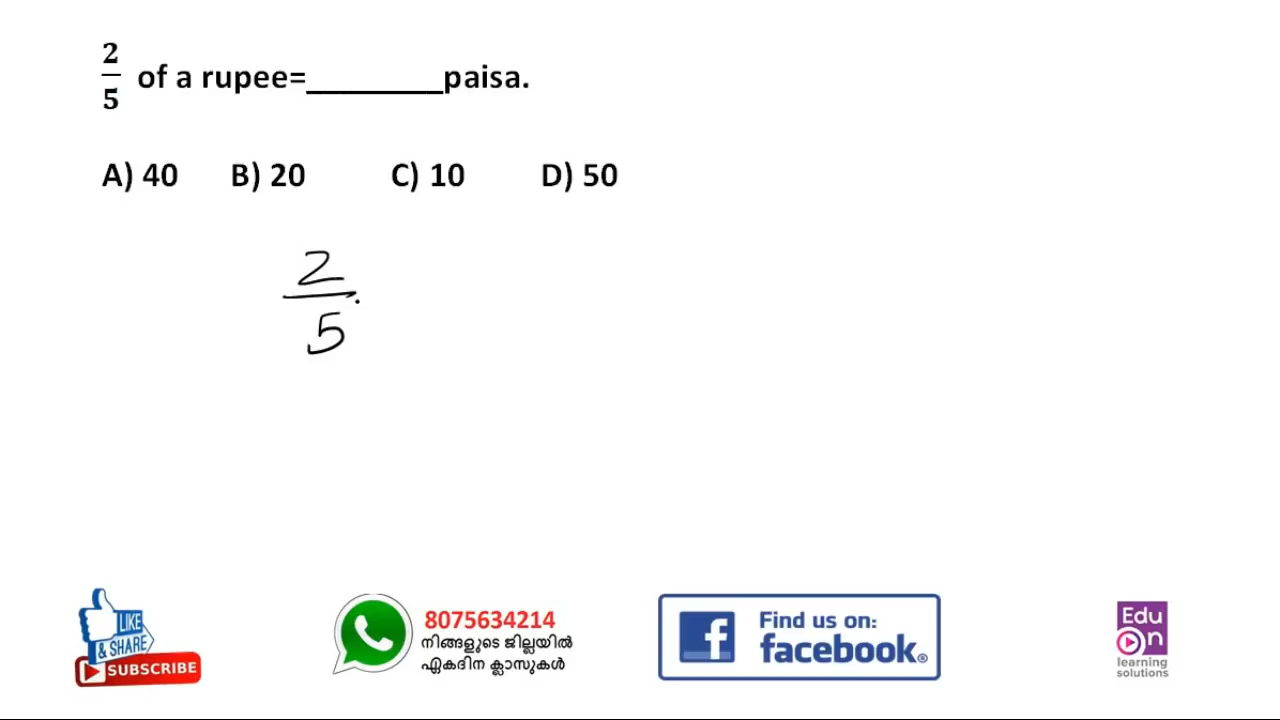 2
5 of a rupee=________paisa.
A) 40 B) 20 C) 10 D) 50
2
5
LIKE
& SHARE
SUBSCRIBE
8075634214
നിങ്ങളുടെ ജില്ലയിൽ
ഏകദിന ക്ലാസുകൾ
f Find us on:
facebook®
Edu
On
learning
solutions